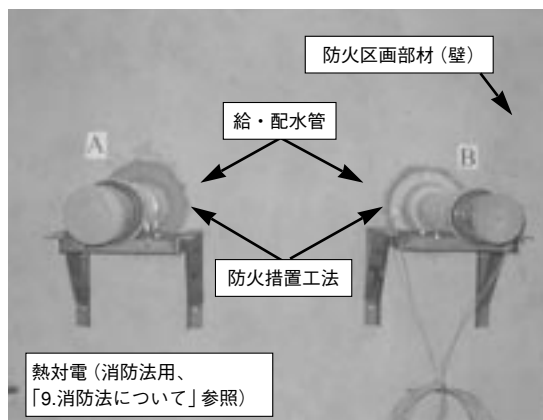 防火区画部材(壁)
給・配水管
A
B
防火措置工法
熱対電(消防法用、
「9.消防法について」参照)